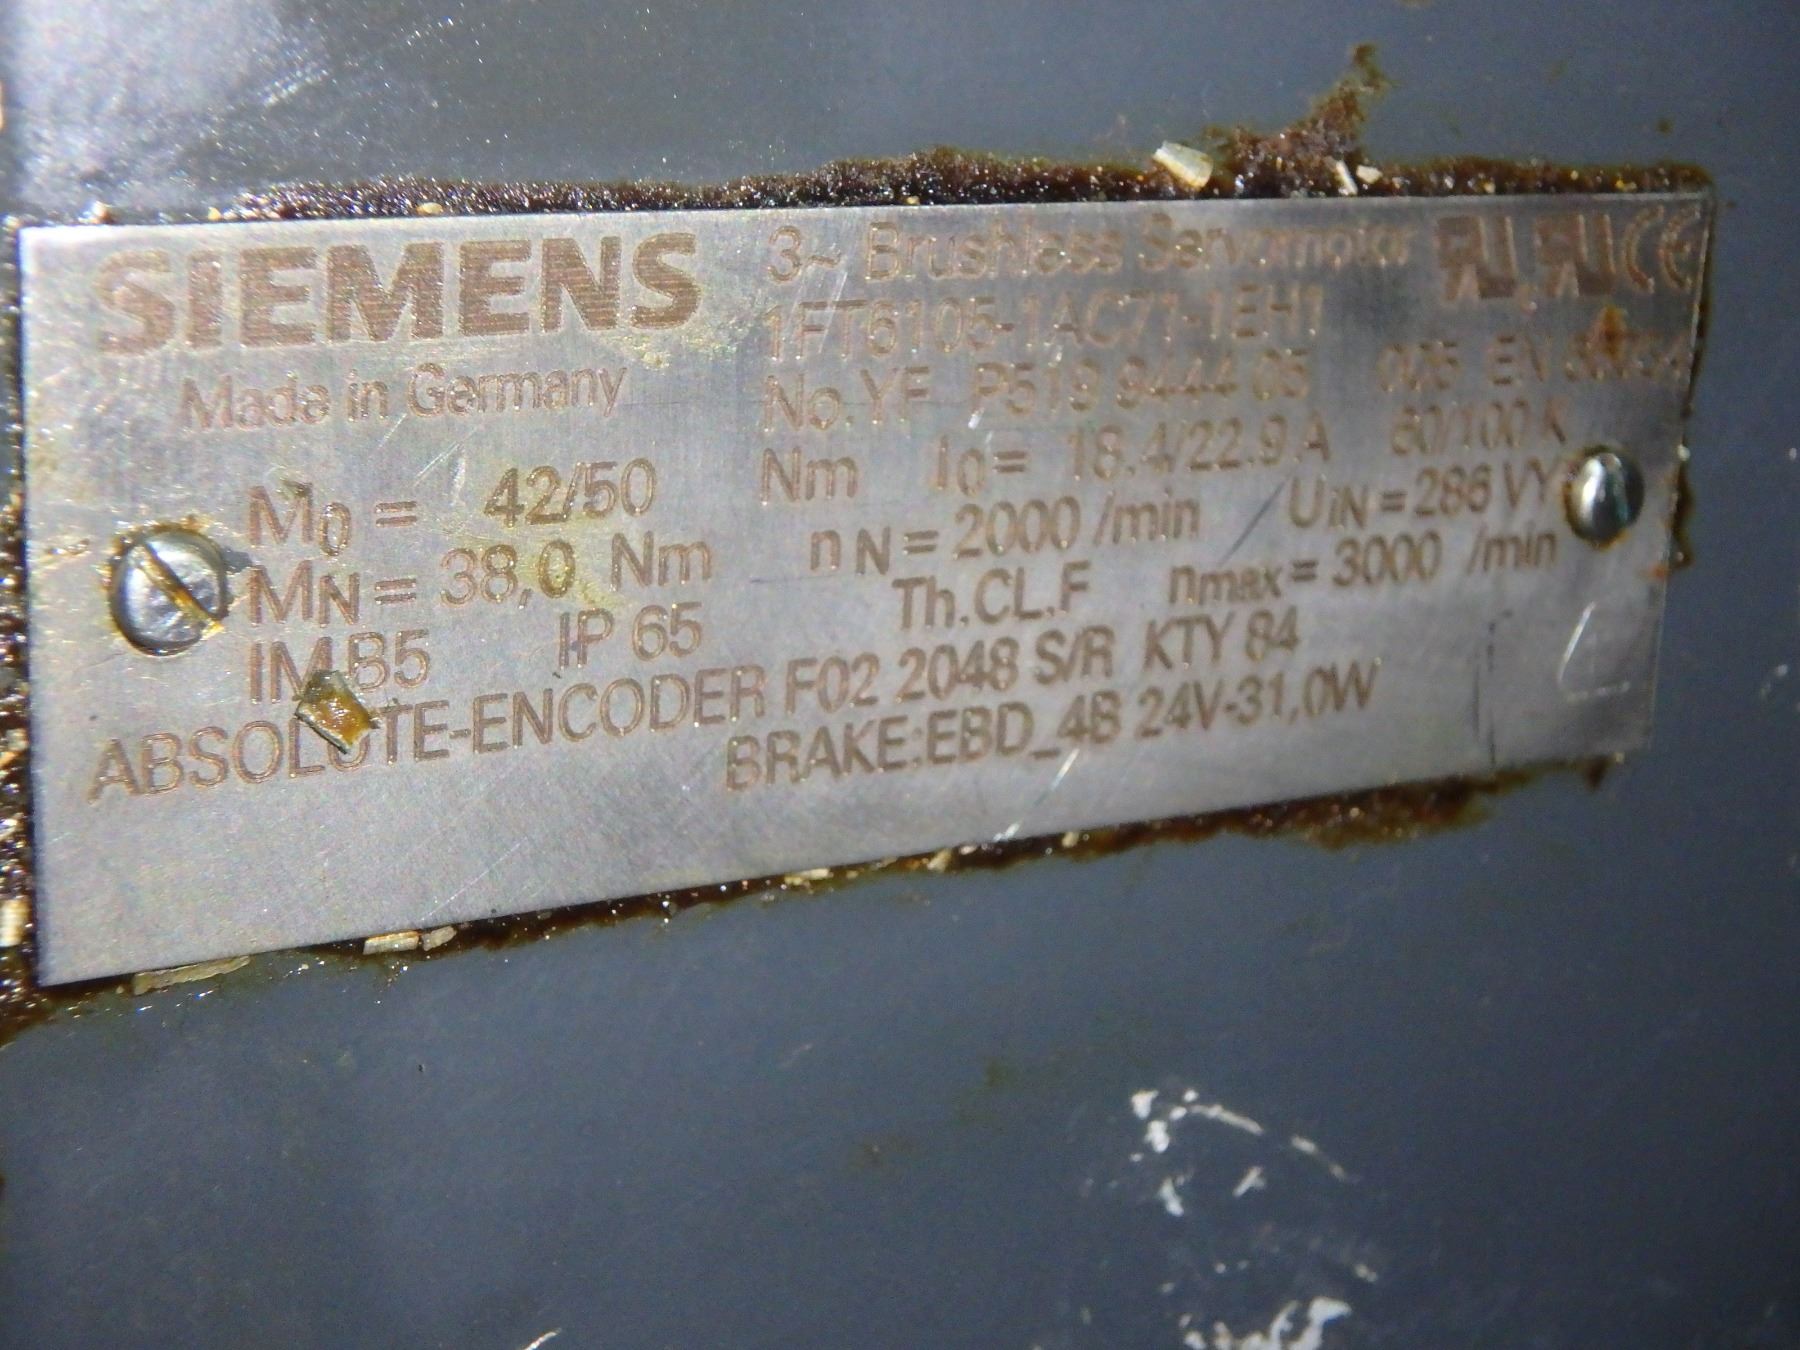 SIEMENS 3~ Brushless Servomotor
1FT6105-1AC71-1EH1
Made in Germany No.YF P519 9444 05 005 EN
M0 = 42/50 Nm I0 = 18.4/22.9 A 60/100 K
MN = 38,0 Nm nN = 2000 /min UiN = 286 VY
IM B5 IP 65 Th.CL.F nmax = 3000 /min
ABSOLUTE-ENCODER F02 2048 S/R KTY 84
BRAKE:EBD_4B 24V-31,0W